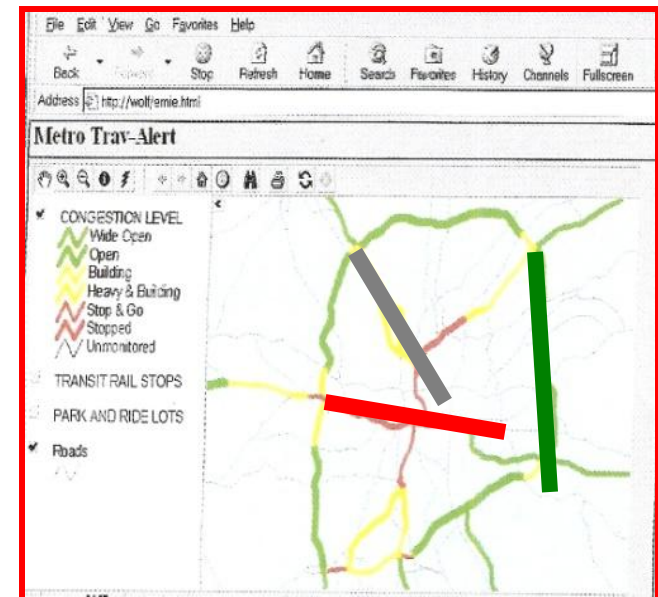 File Edit View Go Favorites Help
Back Stop Refresh Home Search Favorites History Channels Fullscreen
Address http://wolf/ernie.html
Metro Trav-Alert
CONGESTION LEVEL
Wide Open
Open
Building
Heavy & Building
Stop & Go
Stopped
Unmonitored
TRANSIT RAIL STOPS
PARK AND RIDE LOTS
Roads